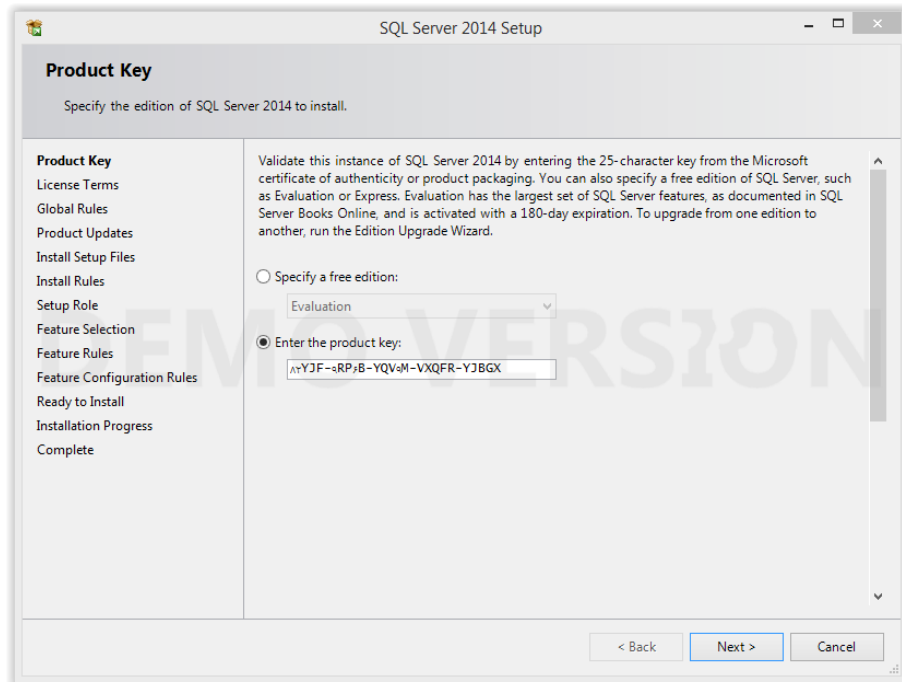 SQL Server 2014 Setup
Product Key
Specify the edition of SQL Server 2014 to install.
Product Key
License Terms
Global Rules
Product Updates
Install Setup Files
Install Rules
Setup Role
Feature Selection
Feature Rules
Feature Configuration Rules
Ready to Install
Installation Progress
Complete
Validate this instance of SQL Server 2014 by entering the 25-character key from the Microsoft
certificate of authenticity or product packaging. You can also specify a free edition of SQL Server, such
as Evaluation or Express. Evaluation has the largest set of SQL Server features, as documented in SQL
Server Books Online, and is activated with a 180-day expiration. To upgrade from one edition to
another, run the Edition Upgrade Wizard.
Specify a free edition:
Evaluation
Enter the product key:
۸۲YJF-۹RP۶B-YQV۹M-VXQFR-YJBGX
DEMO VERSION
< Back
Next >
Cancel